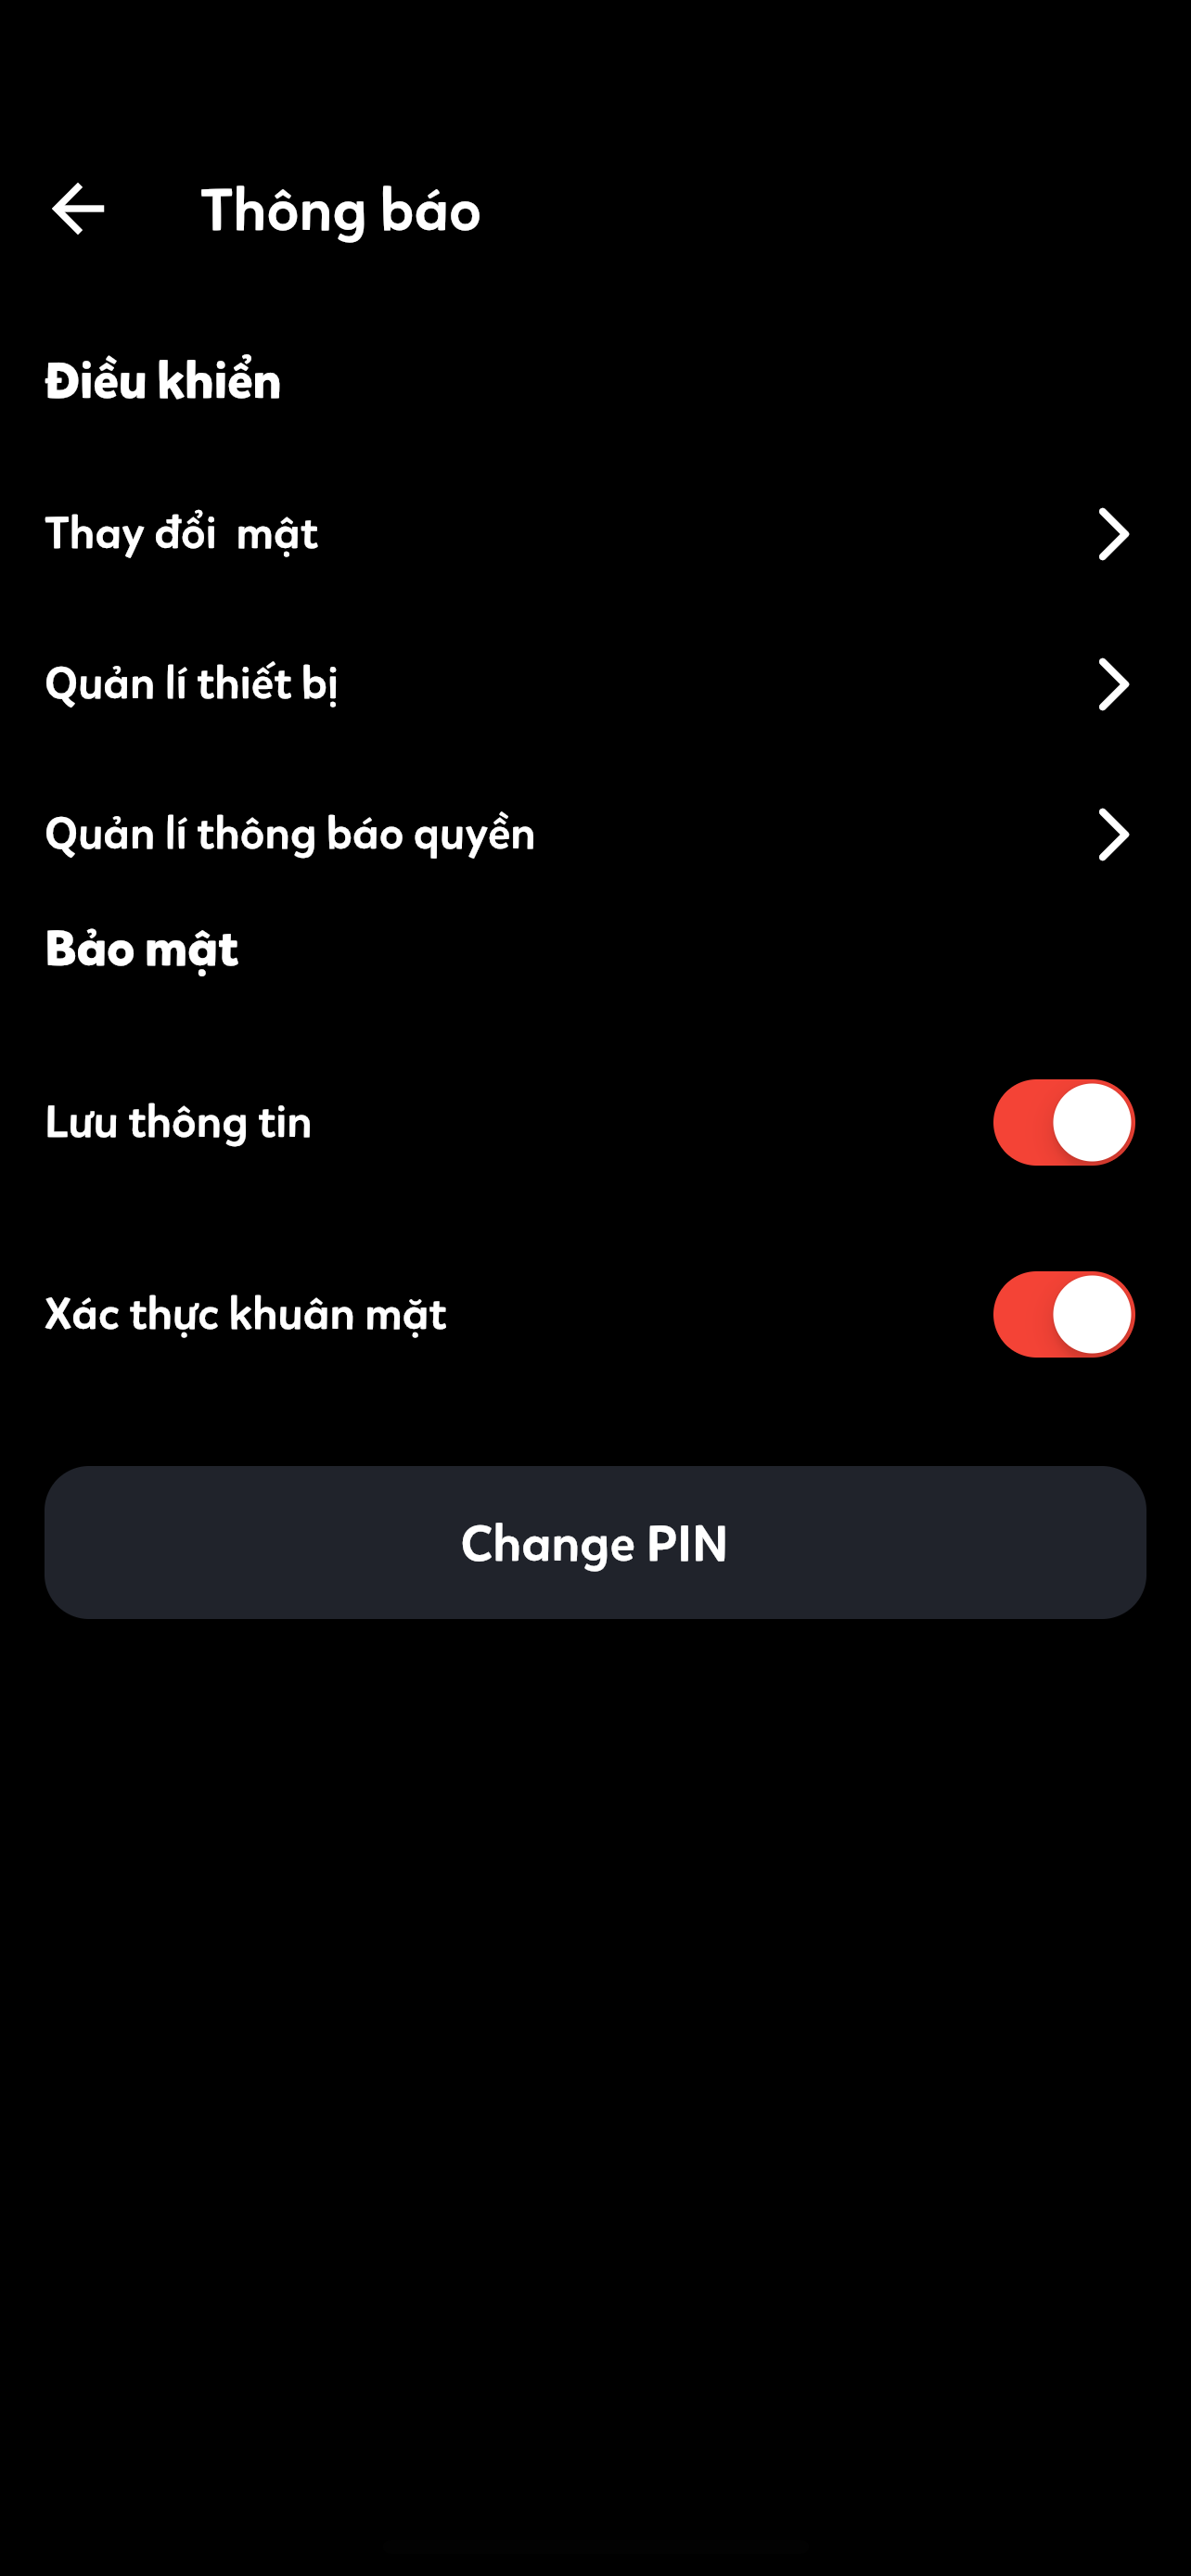 Thông báo
Điều khiển
Thay đổi  mật
Quản lí thiết bị
Quản lí thông báo quyền
Bảo mật
Lưu thông tin
Xác thực khuân mặt
Change PIN